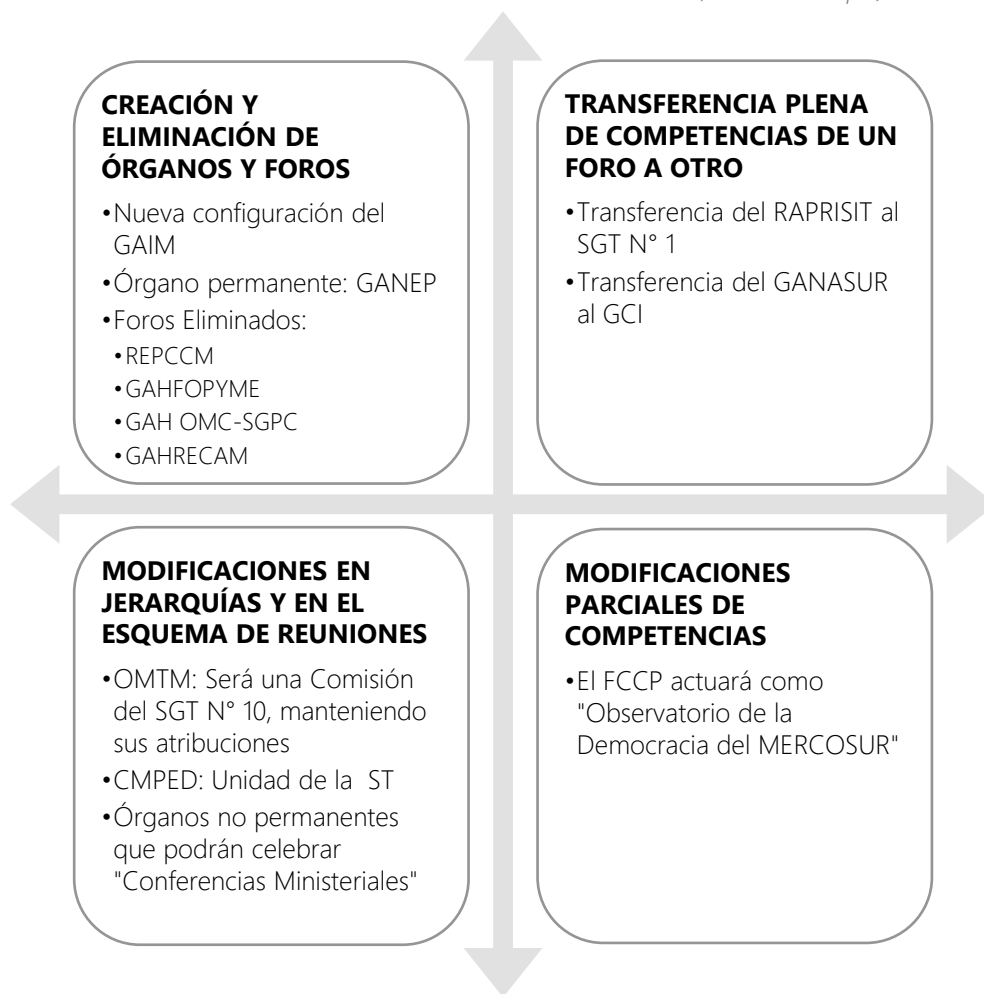 CREACIÓN Y
ELIMINACIÓN DE
ÓRGANOS Y FOROS
•Nueva configuración del
GAIM
•Órgano permanente: GANEP
•Foros Eliminados:
•REPCCM
•GAHFOPYME
•GAH OMC-SGPC
•GAHRECAM
TRANSFERENCIA PLENA
DE COMPETENCIAS DE UN
FORO A OTRO
•Transferencia del RAPRISIT al
SGT N° 1
•Transferencia del GANASUR
al GCI
MODIFICACIONES EN
JERARQUÍAS Y EN EL
ESQUEMA DE REUNIONES
•OMTM: Será una Comisión
del SGT N° 10, manteniendo
sus atribuciones
•CMPED: Unidad de la ST
•Órganos no permanentes
que podrán celebrar
"Conferencias Ministeriales"
MODIFICACIONES
PARCIALES DE
COMPETENCIAS
•El FCCP actuará como
"Observatorio de la
Democracia del MERCOSUR"